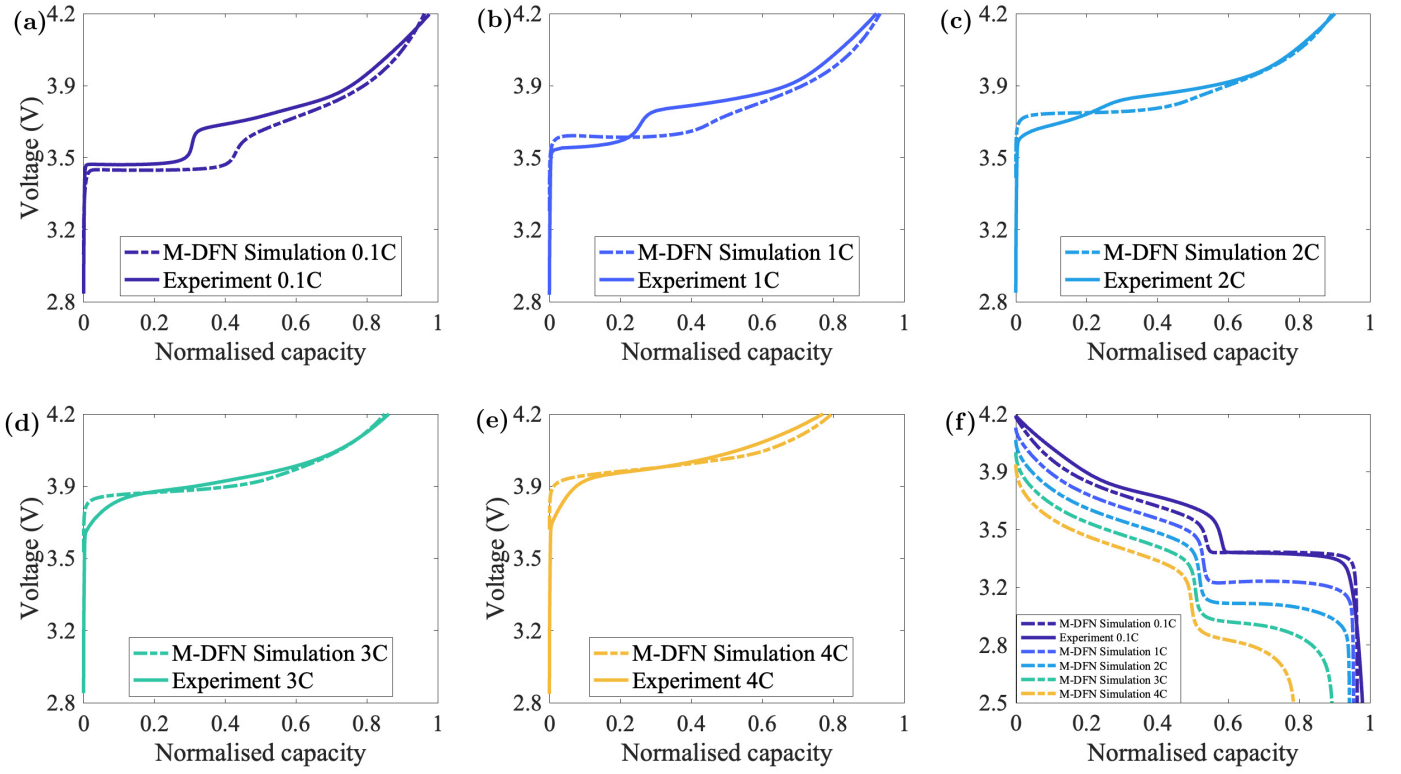 (a)
4.2
3.9
3.5
3.2
2.8
Voltage (V)
M-DFN Simulation 0.1C
Experiment 0.1C
0 0.2 0.4 0.6 0.8 1
Normalised capacity
(b)
4.2
3.9
3.5
3.2
2.8
M-DFN Simulation 1C
Experiment 1C
0 0.2 0.4 0.6 0.8 1
Normalised capacity
(c)
4.2
3.9
3.5
3.2
2.8
M-DFN Simulation 2C
Experiment 2C
0 0.2 0.4 0.6 0.8 1
Normalised capacity
(d)
4.2
3.9
3.5
3.2
2.8
Voltage (V)
M-DFN Simulation 3C
Experiment 3C
0 0.2 0.4 0.6 0.8 1
Normalised capacity
(e)
4.2
3.9
3.5
3.2
2.8
Voltage (V)
M-DFN Simulation 4C
Experiment 4C
0 0.2 0.4 0.6 0.8 1
Normalised capacity
(f)
4.2
3.9
3.5
3.2
2.8
2.5
M-DFN Simulation 0.1C
Experiment 0.1C
M-DFN Simulation 1C
M-DFN Simulation 2C
M-DFN Simulation 3C
M-DFN Simulation 4C
0 0.2 0.4 0.6 0.8 1
Normalised capacity